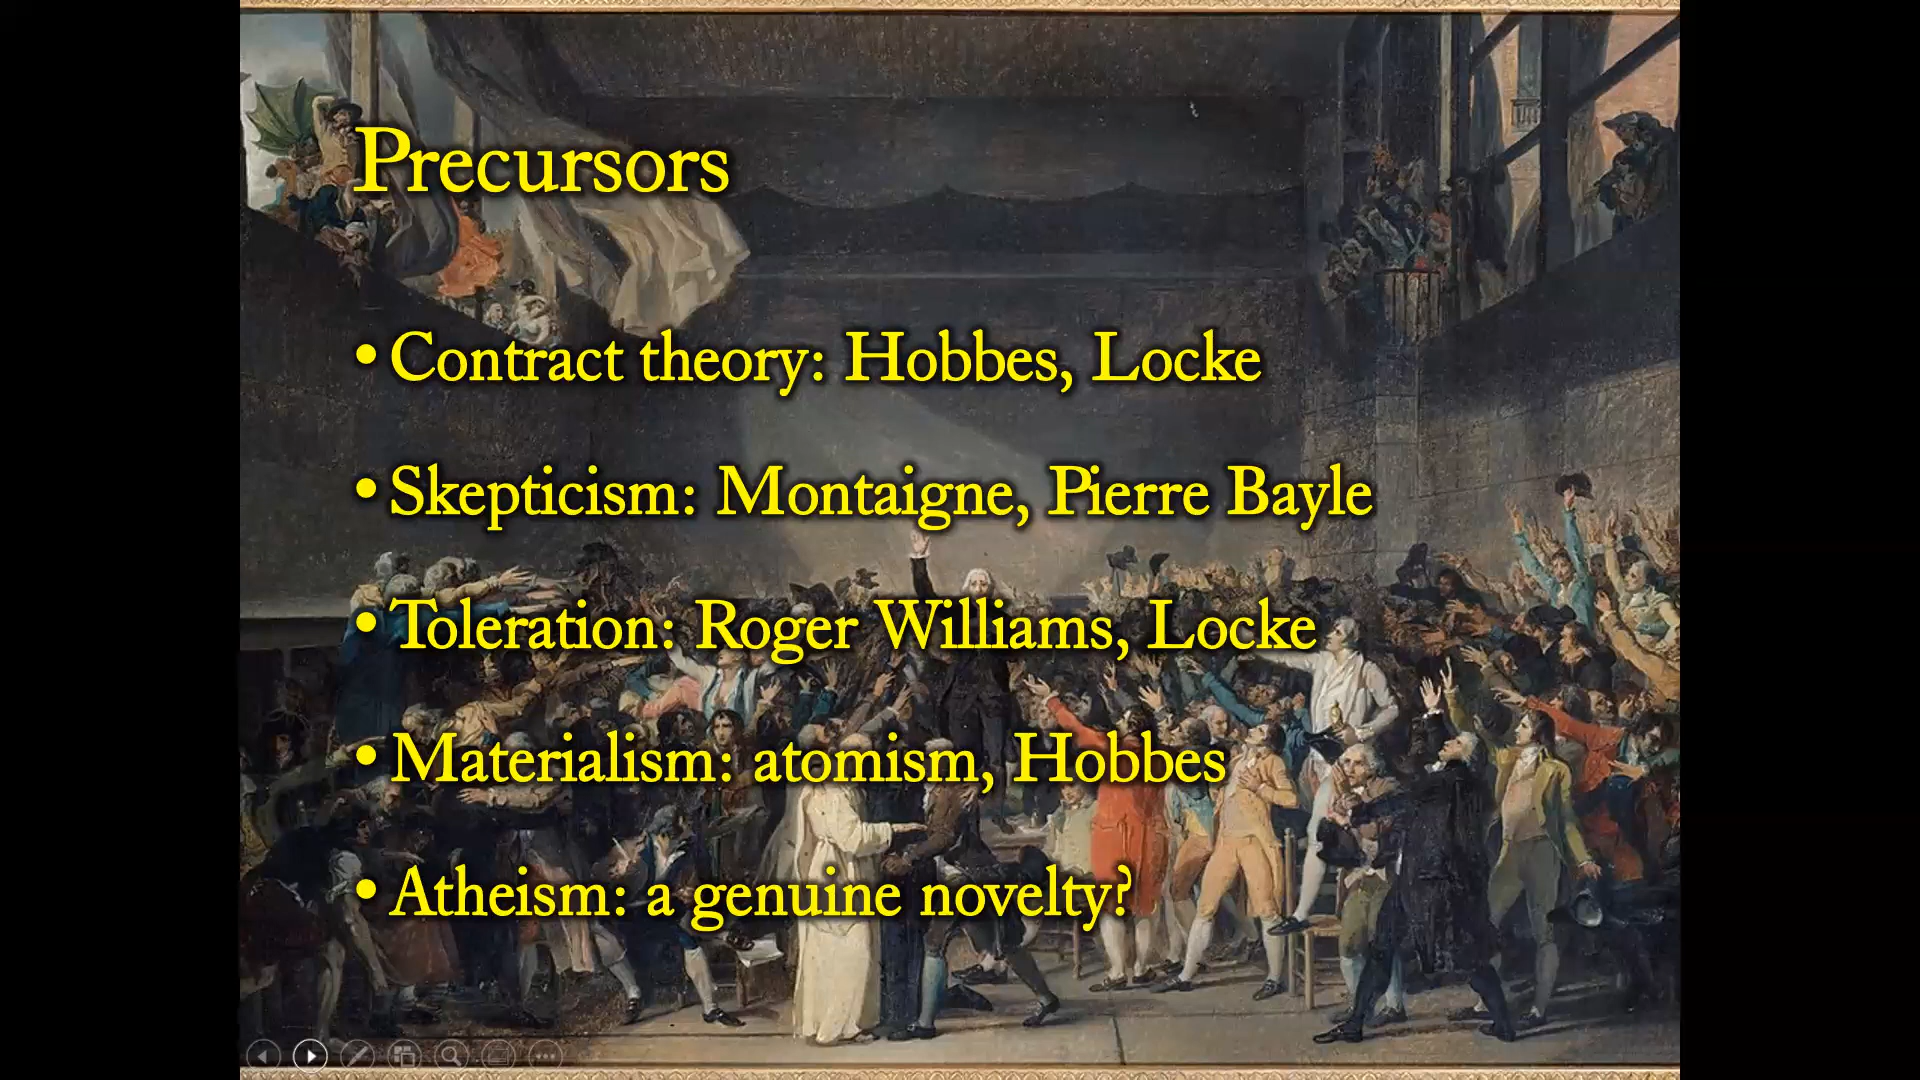 Precursors
• Contract theory: Hobbes, Locke
• Skepticism: Montaigne, Pierre Bayle
• Toleration: Roger Williams, Locke
• Materialism: atomism, Hobbes
• Atheism: a genuine novelty?